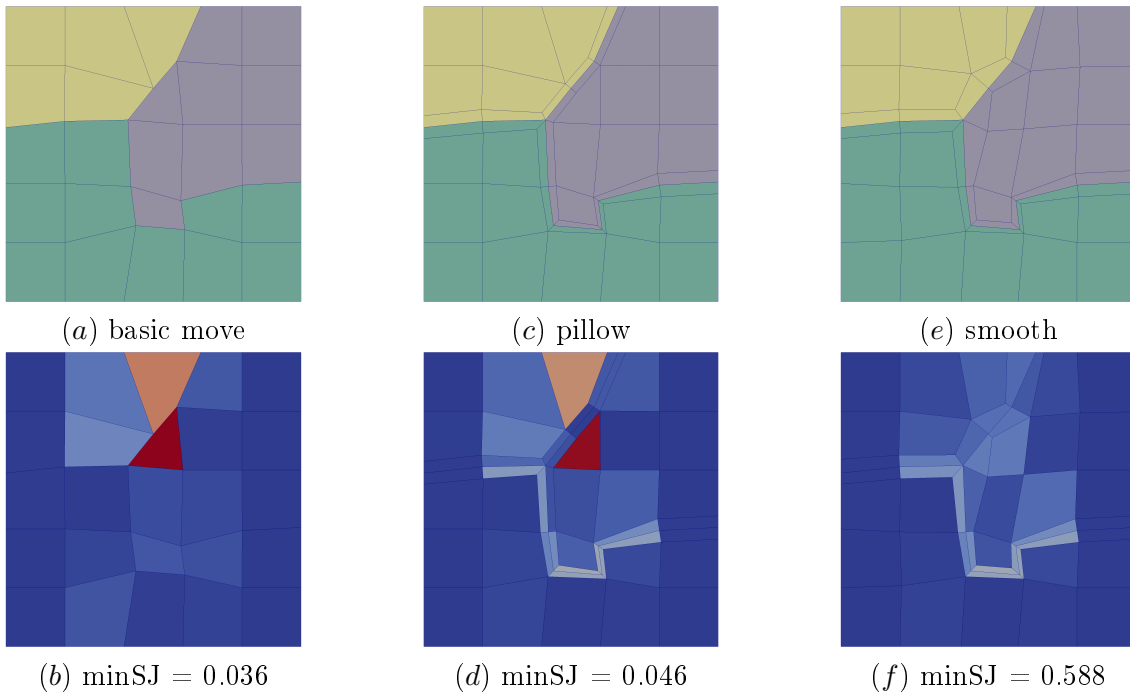 (a) basic move
(c) pillow
(e) smooth
(b) minSJ = 0.036
(d) minSJ = 0.046
(f) minSJ = 0.588